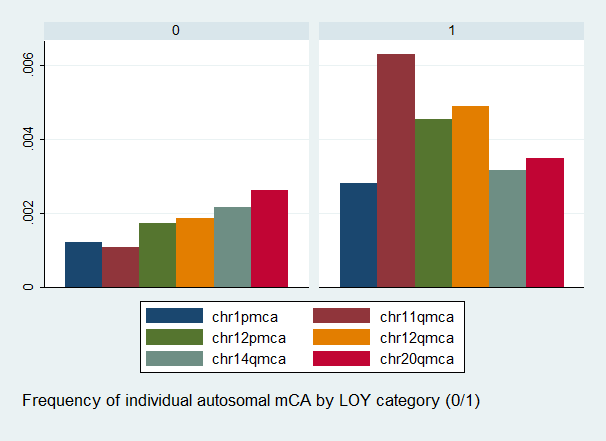 0 1
.006
.004
.002
0
chr1pmca chr11qmca
chr12pmca chr12qmca
chr14qmca chr20qmca
Frequency of individual autosomal mCA by LOY category (0/1)